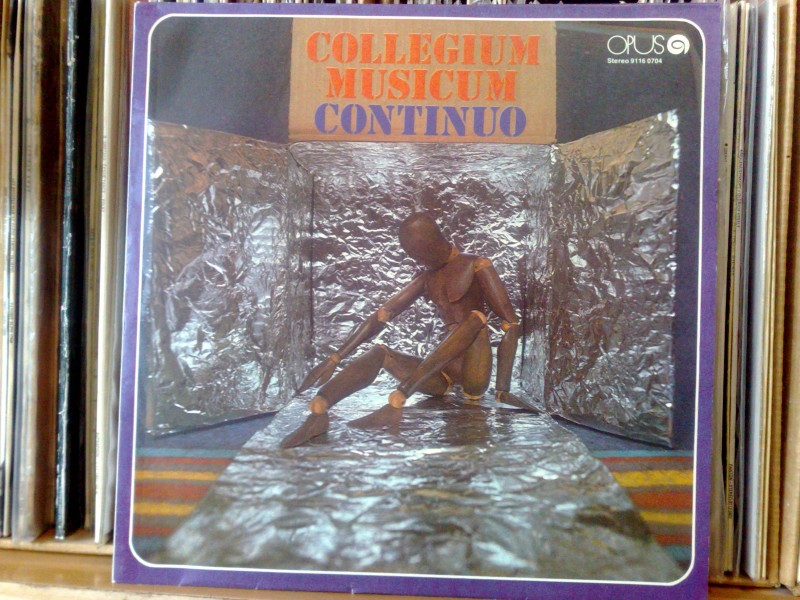 COLLEGIUM
MUSICUM
CONTINUO
OPUS
Stereo 9116 0704